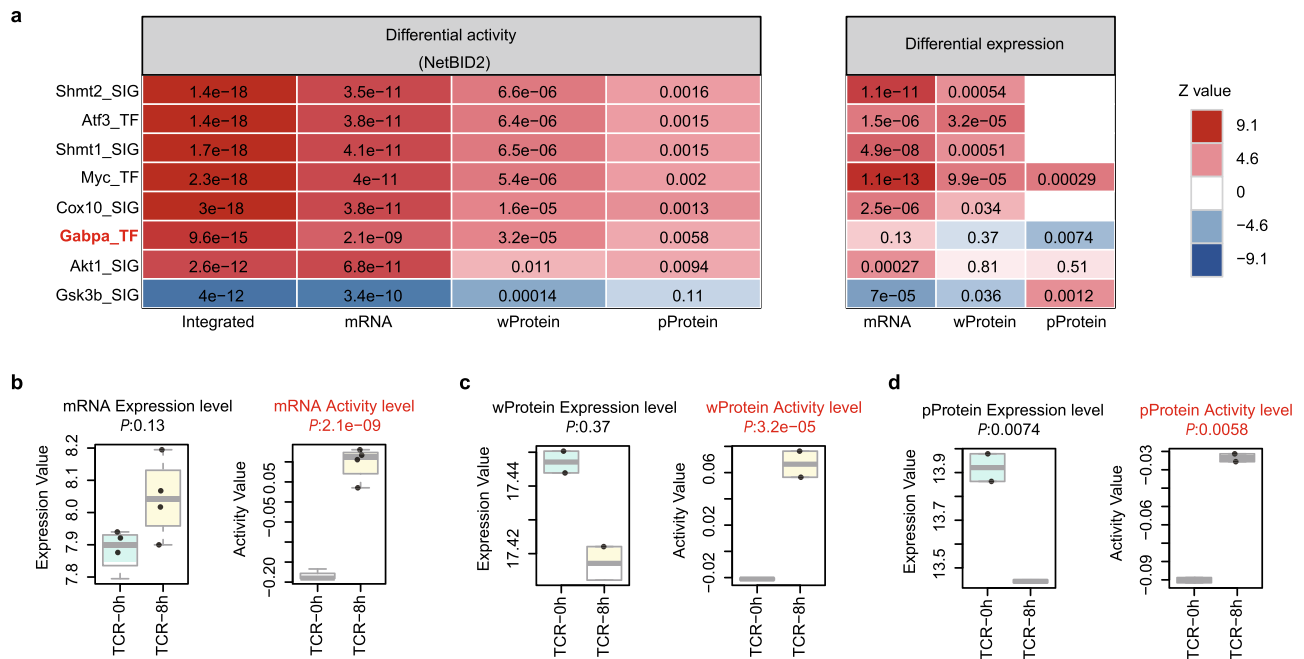 a
Differential activity
(NetBID2)
Differential expression
Z value
9.1
4.6
0
−4.6
−9.1
Shmt2_SIG 1.4e−18 3.5e−11 6.6e−06 0.0016 1.1e−11 0.00054
Atf3_TF 1.4e−18 3.8e−11 6.4e−06 0.0015 1.5e−06 3.2e−05
Shmt1_SIG 1.7e−18 4.1e−11 6.5e−06 0.0015 4.9e−08 0.00051
Myc_TF 2.3e−18 4e−11 5.4e−06 0.002 1.1e−13 9.9e−05 0.00029
Cox10_SIG 3e−18 3.8e−11 1.6e−05 0.0013 2.5e−06 0.034
Gabpa_TF 9.6e−15 2.1e−09 3.2e−05 0.0058 0.13 0.37 0.0074
Akt1_SIG 2.6e−12 6.8e−11 0.011 0.0094 0.00027 0.81 0.51
Gsk3b_SIG 4e−12 3.4e−10 0.00014 0.11 7e−05 0.036 0.0012
Integrated mRNA wProtein pProtein mRNA wProtein pProtein
b
mRNA Expression level
P:0.13
Expression Value
8.2
8.1
8.0
7.9
7.8
TCR−0h
TCR−8h
mRNA Activity level
P:2.1e−09
Activity Value
0.05
−0.05
−0.20
TCR−0h
TCR−8h
c
wProtein Expression level
P:0.37
Expression Value
17.44
17.42
TCR−0h
TCR−8h
wProtein Activity level
P:3.2e−05
Activity Value
0.06
0.02
−0.02
TCR−0h
TCR−8h
d
pProtein Expression level
P:0.0074
Expression Value
13.9
13.7
13.5
TCR−0h
TCR−8h
pProtein Activity level
P:0.0058
Activity Value
−0.03
−0.06
−0.09
TCR−0h
TCR−8h